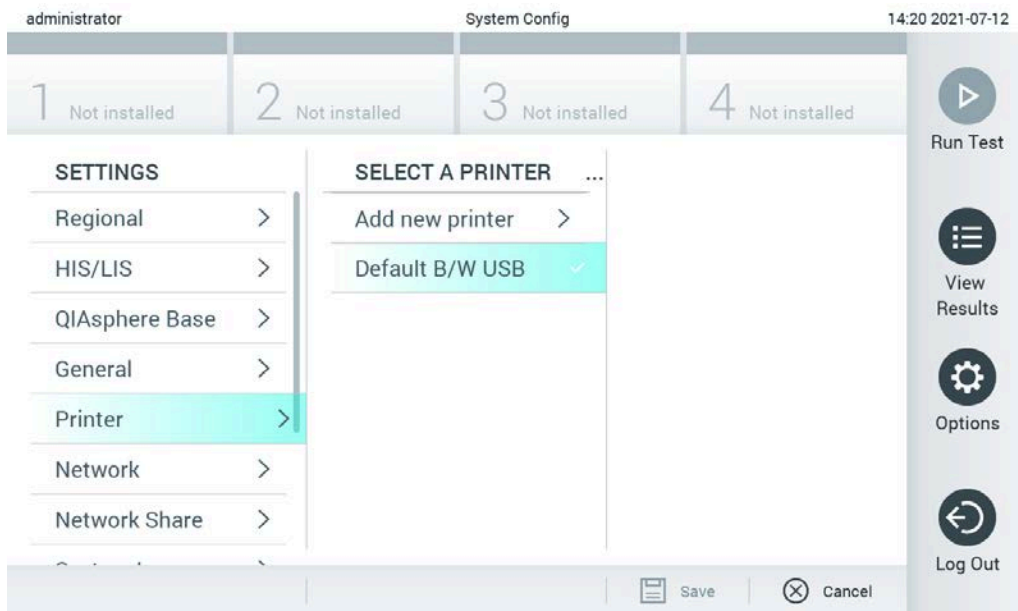 administrator System Config 14:20 2021-07-12
1 Not installed 2 Not installed 3 Not installed 4 Not installed
Run Test
SETTINGS
Regional
HIS/LIS
QIAsphere Base
General
Printer
Network
Network Share
SELECT A PRINTER ...
Add new printer
Default B/W USB
View
Results
Options
Log Out
Save Cancel